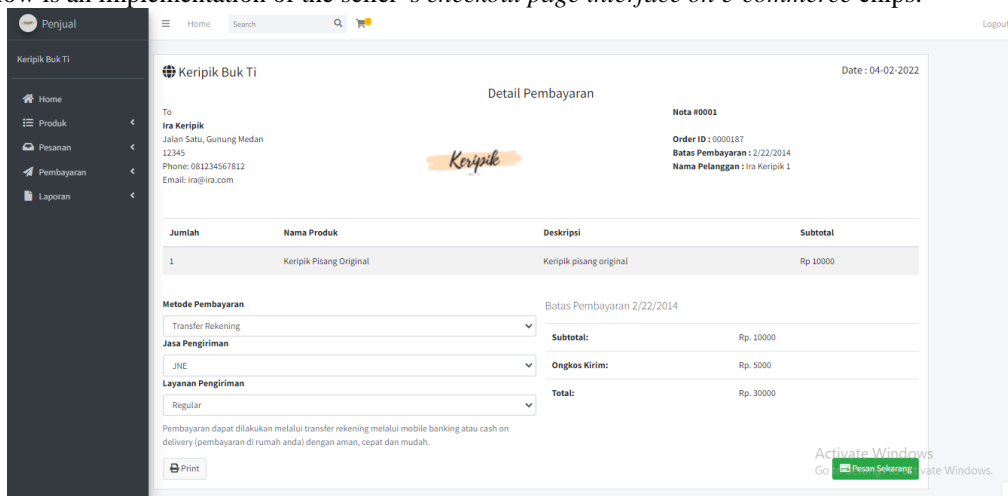 ow is an implementation of the seller's checkout page interface on e-commerce chips.
Penjual
Home
Search
Logout
Keripik Buk Ti
Home
Produk
Pesanan
Pembayaran
Laporan
Keripik Buk Ti
Date : 04-02-2022
Detail Pembayaran
To
Ira Keripik
Jalan Satu, Gunung Medan
12345
Phone: 081234567812
Email: ira@ira.com
Keripik
Nota #0001
Order ID : 0000187
Batas Pembayaran : 2/22/2014
Nama Pelanggan : Ira Keripik 1
Jumlah Nama Produk Deskripsi Subtotal
1 Keripik Pisang Original Keripik pisang original Rp 10000
Metode Pembayaran
Transfer Rekening
Jasa Pengiriman
JNE
Layanan Pengiriman
Regular
Pembayaran dapat dilakukan melalui transfer rekening melalui mobile banking atau cash on
delivery (pembayaran di rumah anda) dengan aman, cepat dan mudah.
Print
Batas Pembayaran 2/22/2014
Subtotal: Rp. 10000
Ongkos Kirim: Rp. 5000
Total: Rp. 30000
Activate Windows
Go vate Windows.
Pesan Sekarang